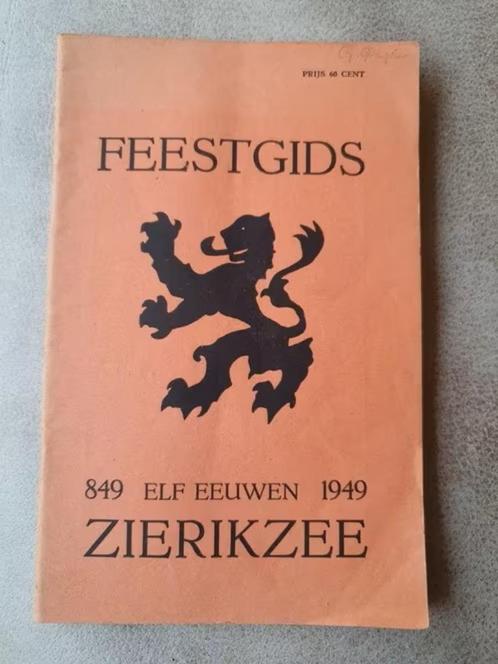 PRIJS 60 CENT
FEESTGIDS
849 ELF EEUWEN 1949
ZIERIKZEE